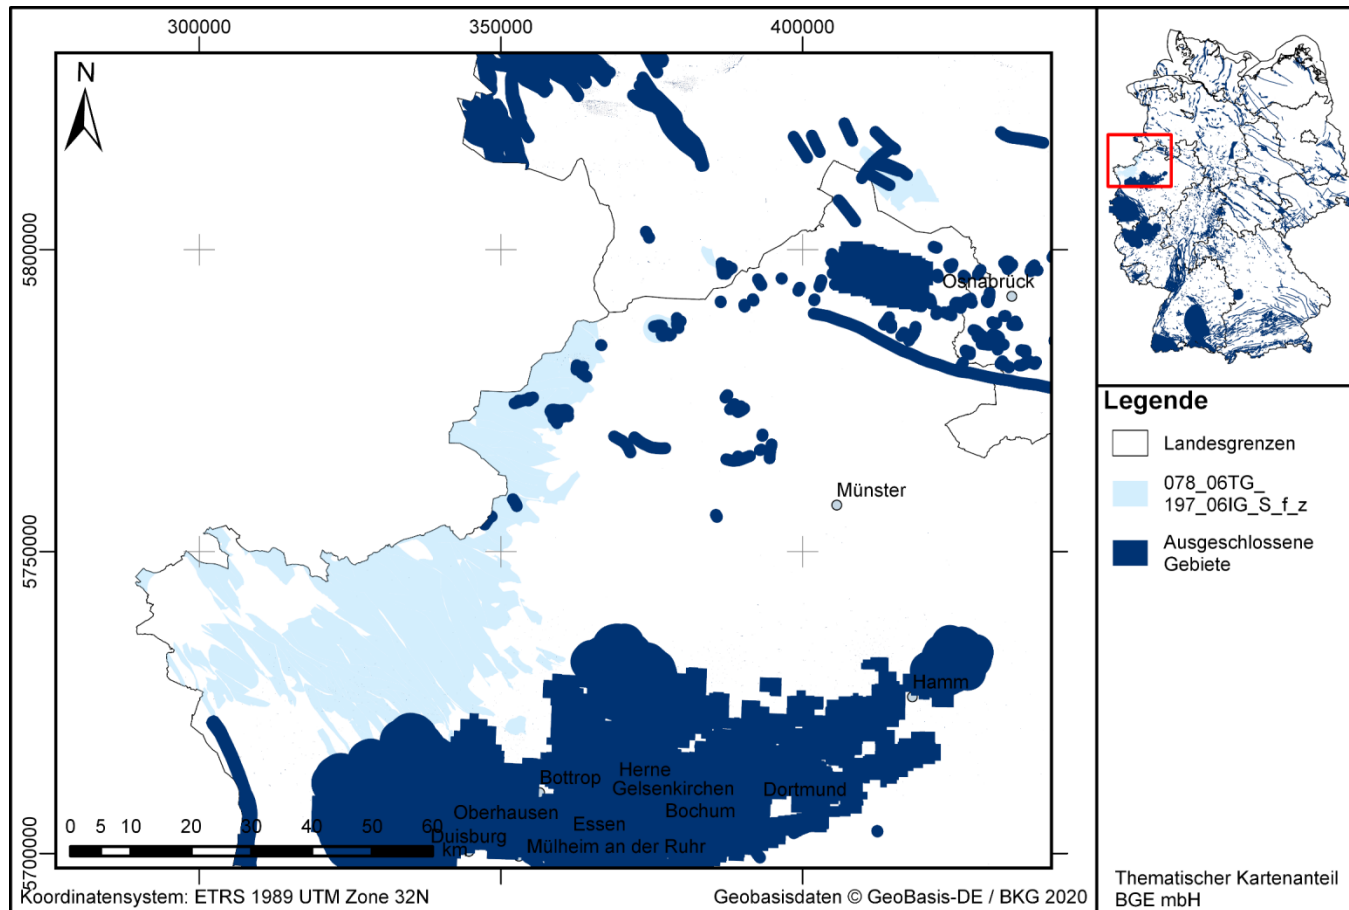 300000
350000
400000
N
5800000
5750000
5700000
Osnabrück
Münster
Hamm
Bottrop
Herne
Gelsenkirchen
Dortmund
Oberhausen
Bochum
Essen
Duisburg
Mülheim an der Ruhr
0 5 10 20 30 40 50 60
km
Koordinatensystem: ETRS 1989 UTM Zone 32N
Geobasisdaten © GeoBasis-DE / BKG 2020
Legende
Landesgrenzen
078_06TG_
197_06IG_S_f_z
Ausgeschlossene
Gebiete
Thematischer Kartenanteil
BGE mbH